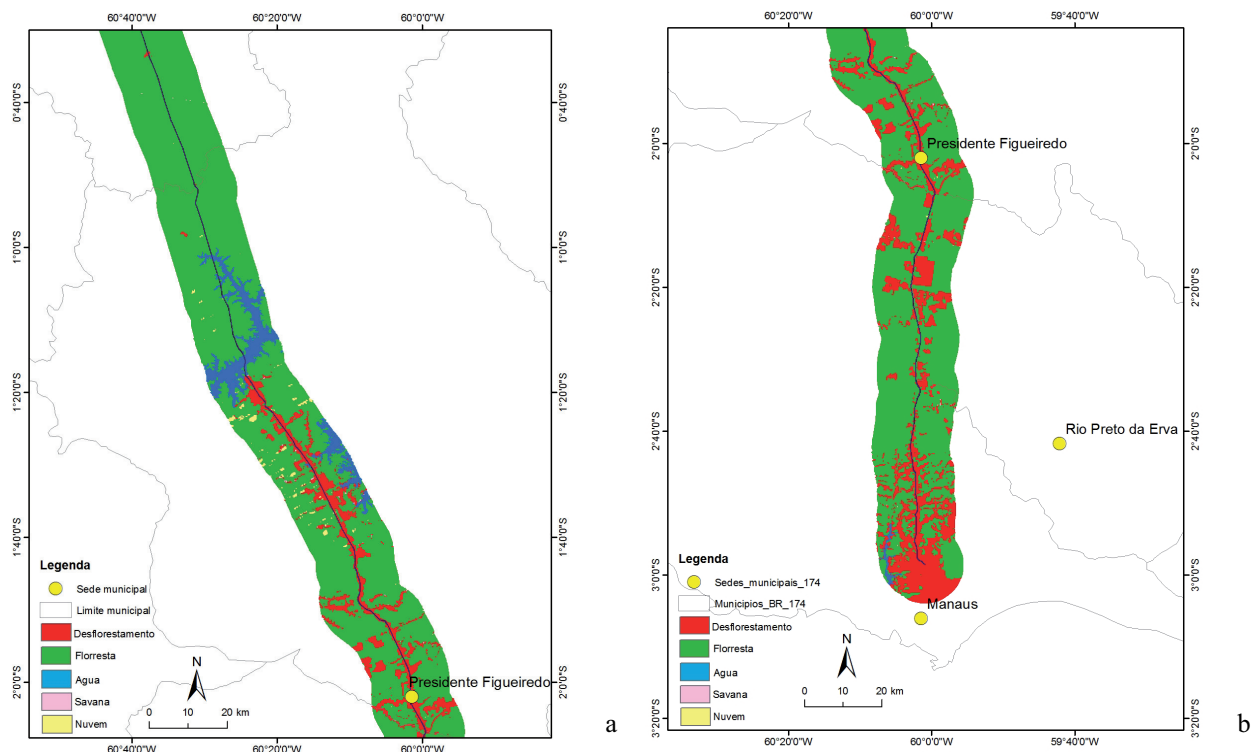 60°40'0"W 60°20'0"W 60°0'0"W
0°40'0"S 0°40'0"S
1°0'0"S 1°0'0"S
1°20'0"S 1°20'0"S
1°40'0"S 1°40'0"S
2°0'0"S 2°0'0"S
Presidente Figueiredo
Legenda
Sede municipal
Limite municipal
Desflorestamento
Florresta
Agua
Savana
Nuvem
N
0 10 20 km
60°40'0"W 60°20'0"W 60°0'0"W
a
60°20'0"W 60°0'0"W 59°40'0"W
2°0'0"S 2°0'0"S
Presidente Figueiredo
2°20'0"S 2°20'0"S
2°40'0"S 2°40'0"S
Rio Preto da Erva
3°0'0"S 3°0'0"S
Manaus
Legenda
Sedes_municipais_174
Municipios_BR_174
Desflorestamento
Florresta
Agua
Savana
Nuvem
N
0 10 20 km
3°20'0"S 3°20'0"S
60°20'0"W 60°0'0"W 59°40'0"W
b